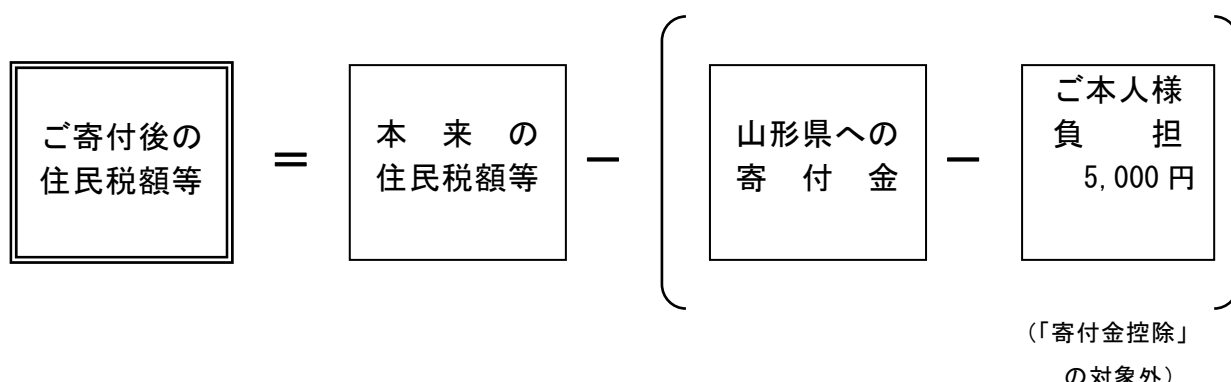 ご寄付後の
住民税額等
＝
本来の
住民税額等
－
山形県への
寄付金
－
ご本人様
負担
5,000円
(「寄付金控除」
の対象外)